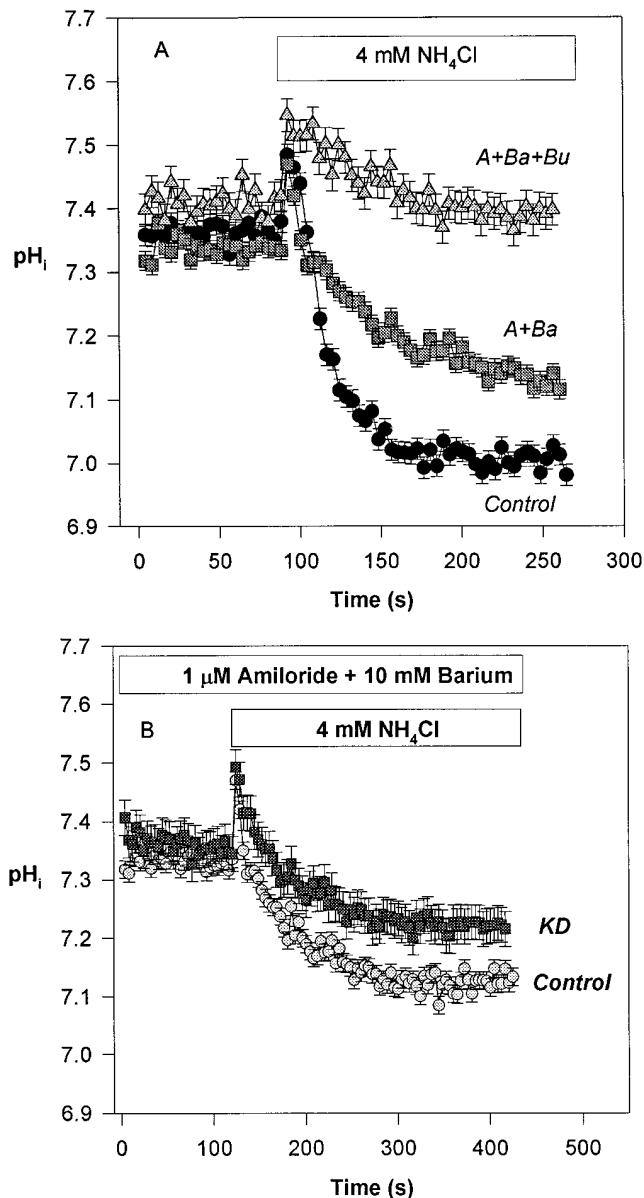 7.7
A
4 mM NH₄Cl
7.6
7.5
A+Ba+Bu
7.4
pHᵢ
7.3
A+Ba
7.2
7.1
7.0
Control
6.9
0 50 100 150 200 250 300
Time (s)
7.7
1 μM Amiloride + 10 mM Barium
7.6
B
4 mM NH₄Cl
7.5
7.4
pHᵢ
7.3
KD
7.2
Control
7.1
7.0
6.9
0 100 200 300 400 500
Time (s)